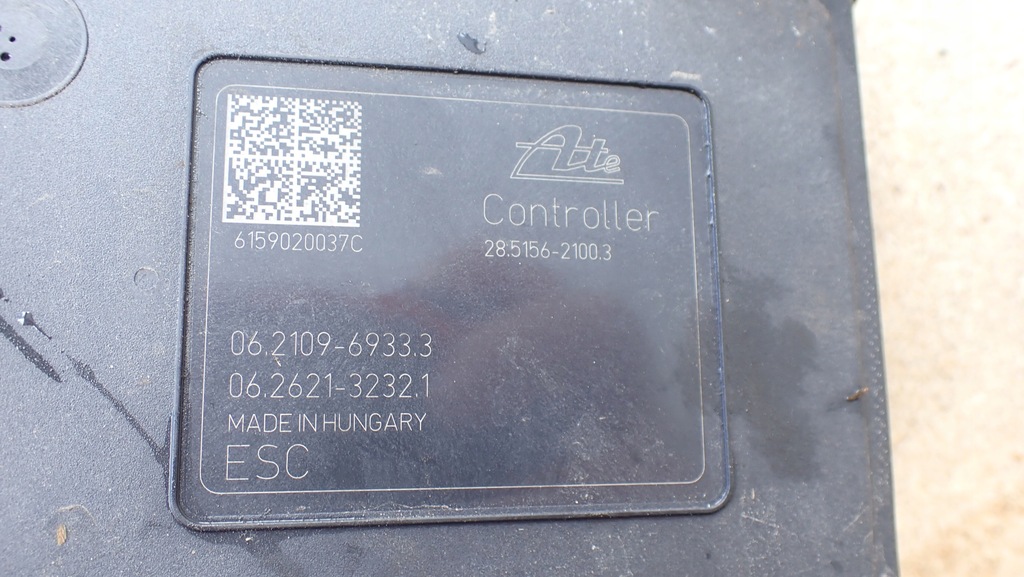 Ate
Controller
28.5156-2100.3
6159020037C
06.2109-6933.3
06.2621-3232.1
MADE IN HUNGARY
ESC